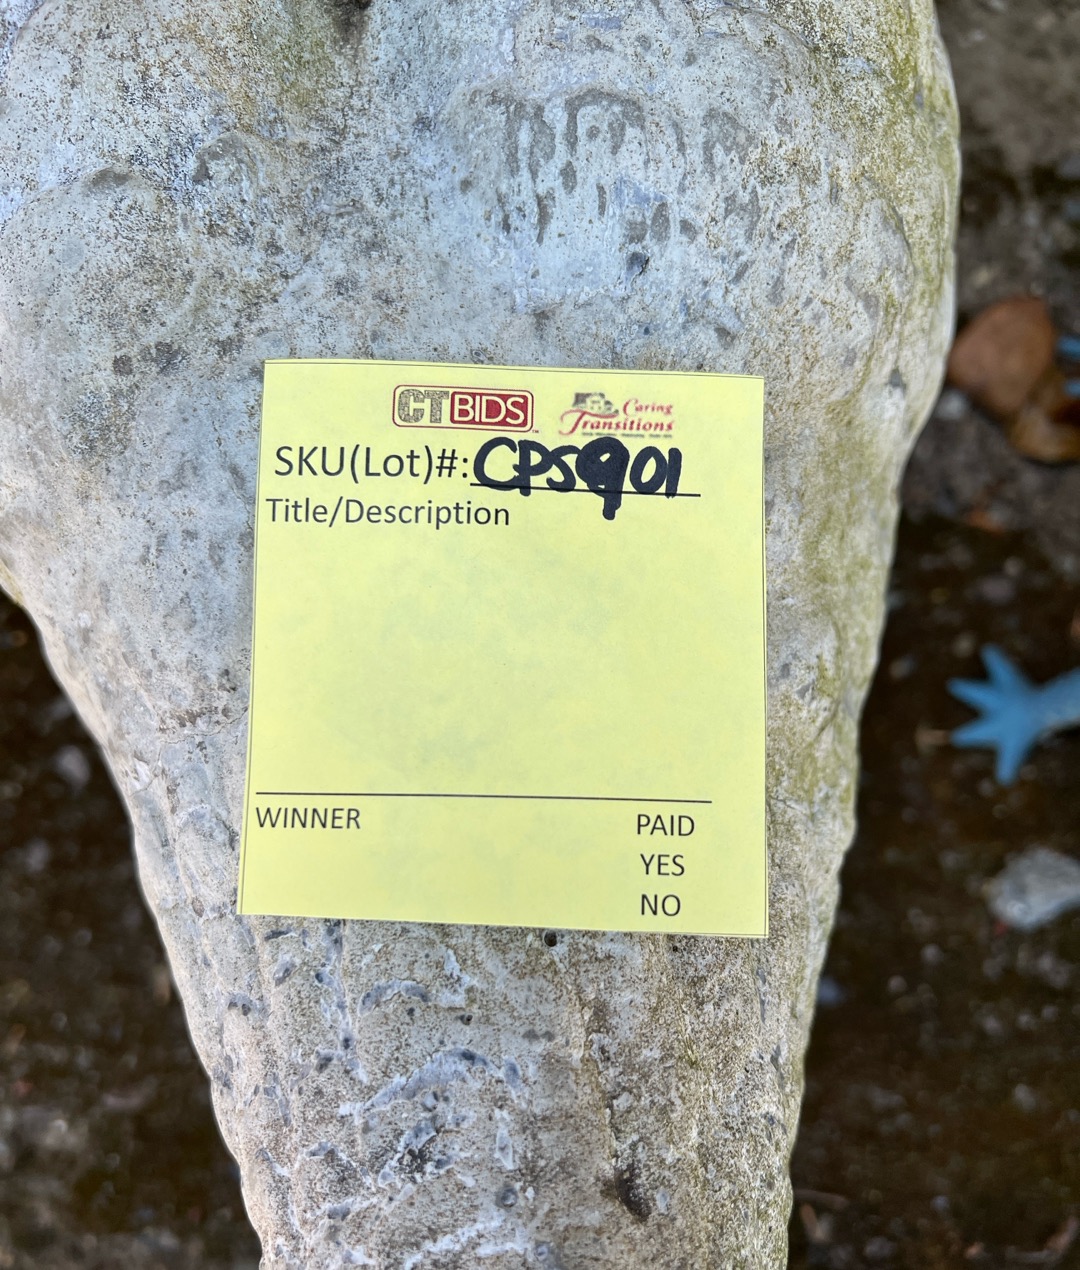 CTBIDS
Caring
Transitions
SKU(Lot)#: CPS901
Title/Description
WINNER
PAID
YES
NO